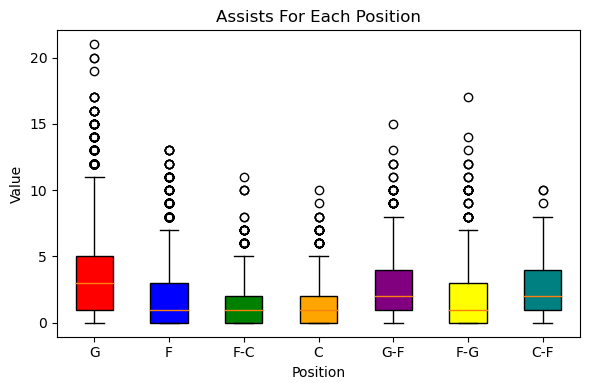 Assists For Each Position
Value
20
15
10
5
0
G F F-C C G-F F-G C-F
Position